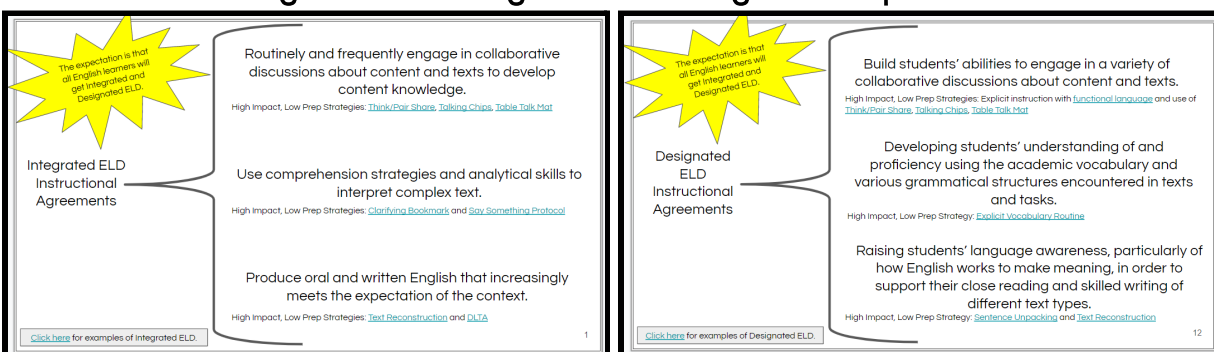 The expectation is that
all English learners will
get Integrated and
Designated ELD.
Routinely and frequently engage in collaborative
discussions about content and texts to develop
content knowledge.
High Impact, Low Prep Strategies: Think/Pair Share, Talking Chips, Table Talk Mat
Integrated ELD
Instructional
Agreements
Use comprehension strategies and analytical skills to
interpret complex text.
High Impact, Low Prep Strategies: Clarifying Bookmark and Say Something Protocol
Produce oral and written English that increasingly
meets the expectation of the context.
High Impact, Low Prep Strategies: Text Reconstruction and DLTA
Click here for examples of Integrated ELD.
1
The expectation is that
all English learners will
get Integrated and
Designated ELD.
Build students' abilities to engage in a variety of
collaborative discussions about content and texts.
High Impact, Low Prep Strategies: Explicit instruction with functional language and use of
Think/Pair Share, Talking Chips, Table Talk Mat
Designated
ELD
Instructional
Agreements
Developing students' understanding of and
proficiency using the academic vocabulary and
various grammatical structures encountered in texts
and tasks.
High Impact, Low Prep Strategy: Explicit Vocabulary Routine
Raising students' language awareness, particularly of
how English works to make meaning, in order to
support their close reading and skilled writing of
different text types.
High Impact, Low Prep Strategy: Sentence Unpacking and Text Reconstruction
Click here for examples of Designated ELD.
12